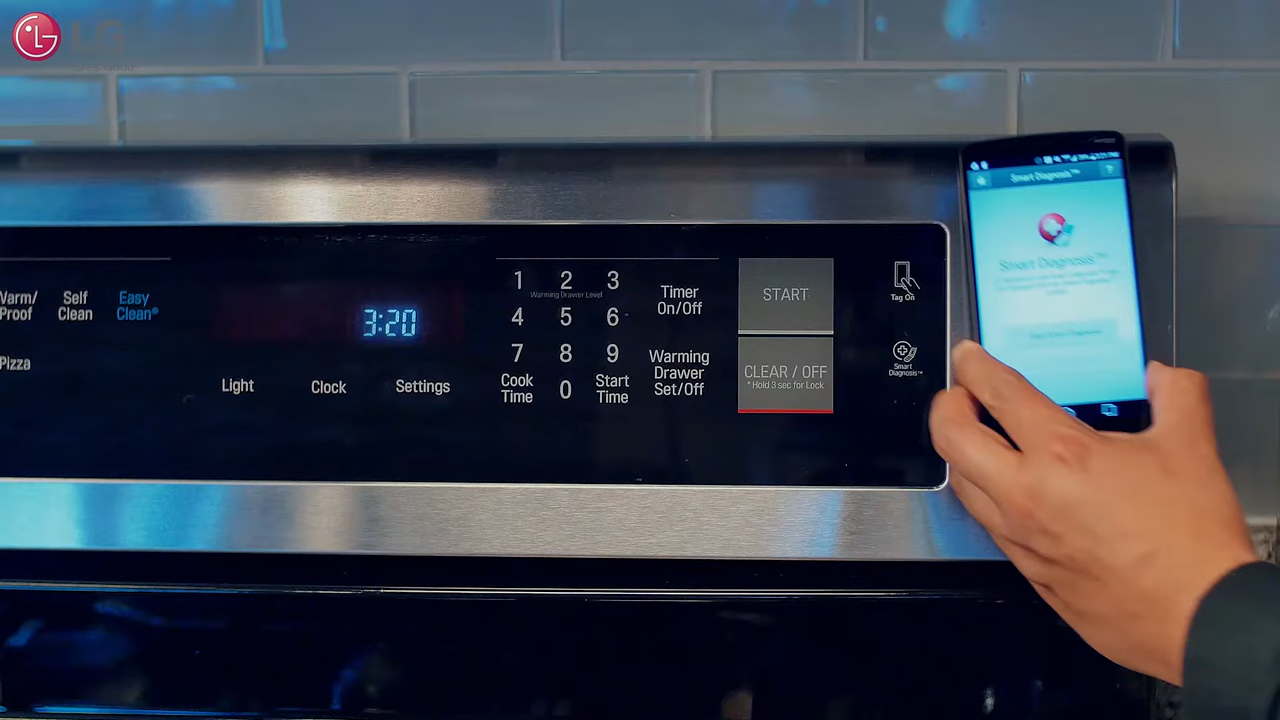 LG
Warm/
Proof
Self
Clean
Easy
Clean®
Pizza
3:20
Light
Clock
Settings
1 2 3
Warming Drawer Level
4 5 6
7 8 9
Cook
Time
0
Start
Time
Timer
On/Off
Warming
Drawer
Set/Off
START
CLEAR / OFF
* Hold 3 sec for Lock
Tag On
Smart
Diagnosis™
Smart Diagnosis™
?
Smart Diagnosis™